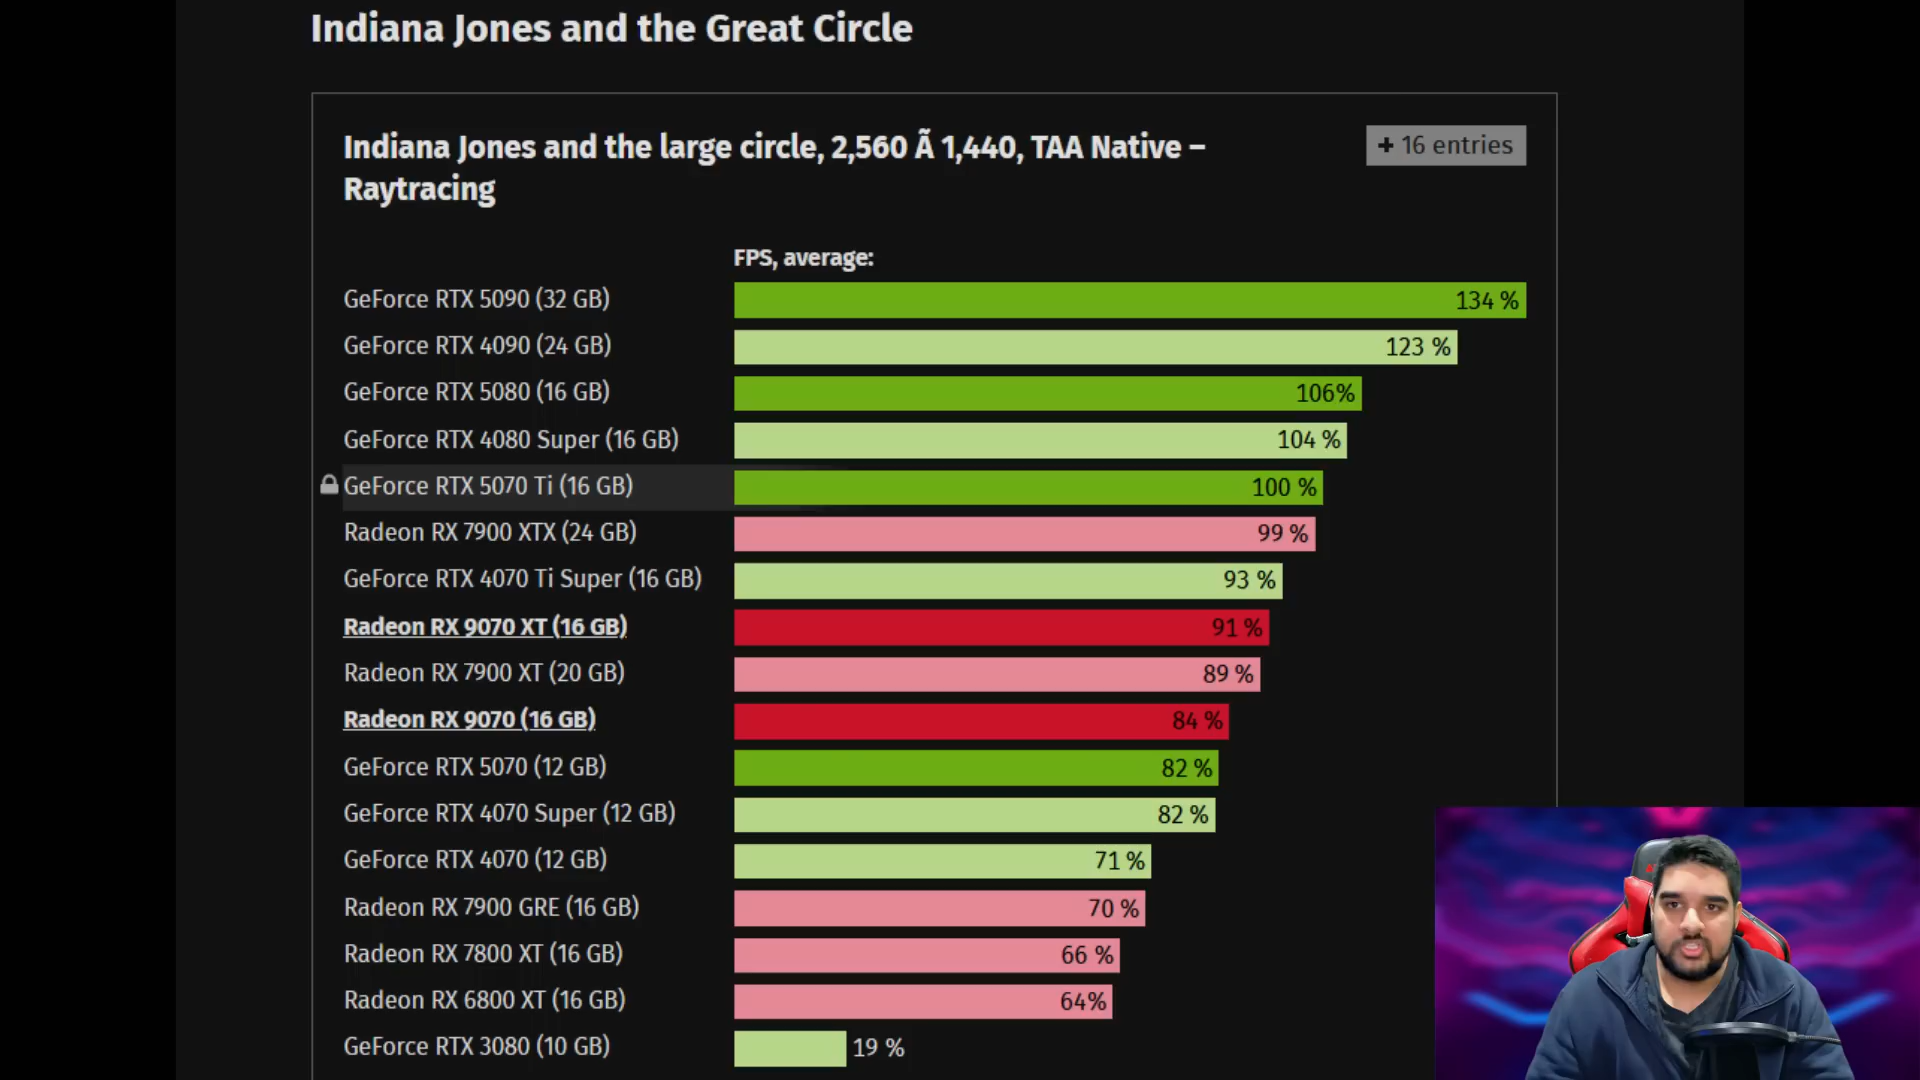 Indiana Jones and the Great Circle
Indiana Jones and the large circle, 2,560 Ã 1,440, TAA Native –
Raytracing
+ 16 entries
FPS, average:
GeForce RTX 5090 (32 GB) 134 %
GeForce RTX 4090 (24 GB) 123 %
GeForce RTX 5080 (16 GB) 106%
GeForce RTX 4080 Super (16 GB) 104 %
GeForce RTX 5070 Ti (16 GB) 100 %
Radeon RX 7900 XTX (24 GB) 99 %
GeForce RTX 4070 Ti Super (16 GB) 93 %
Radeon RX 9070 XT (16 GB) 91 %
Radeon RX 7900 XT (20 GB) 89 %
Radeon RX 9070 (16 GB) 84 %
GeForce RTX 5070 (12 GB) 82 %
GeForce RTX 4070 Super (12 GB) 82 %
GeForce RTX 4070 (12 GB) 71 %
Radeon RX 7900 GRE (16 GB) 70 %
Radeon RX 7800 XT (16 GB) 66 %
Radeon RX 6800 XT (16 GB) 64%
GeForce RTX 3080 (10 GB) 19 %